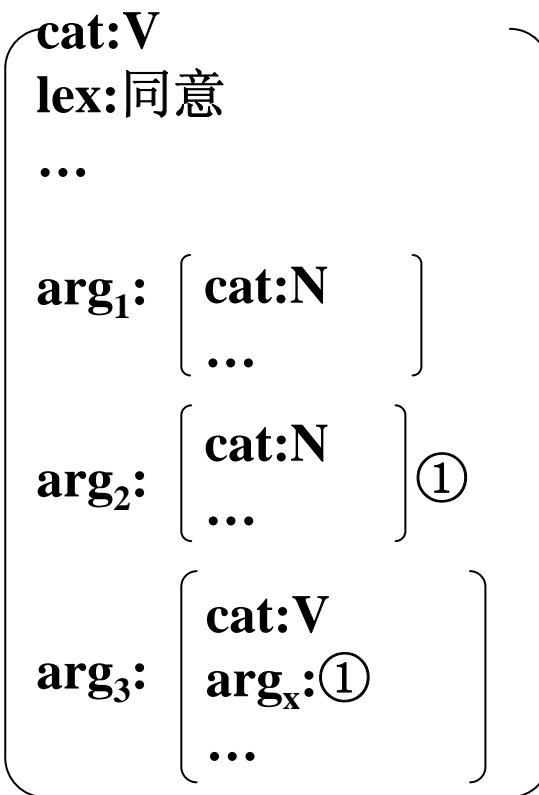 cat:V
lex:同意
…
arg₁: cat:N
…
arg₂: cat:N ①
…
cat:V
arg₃: argₓ:①
…